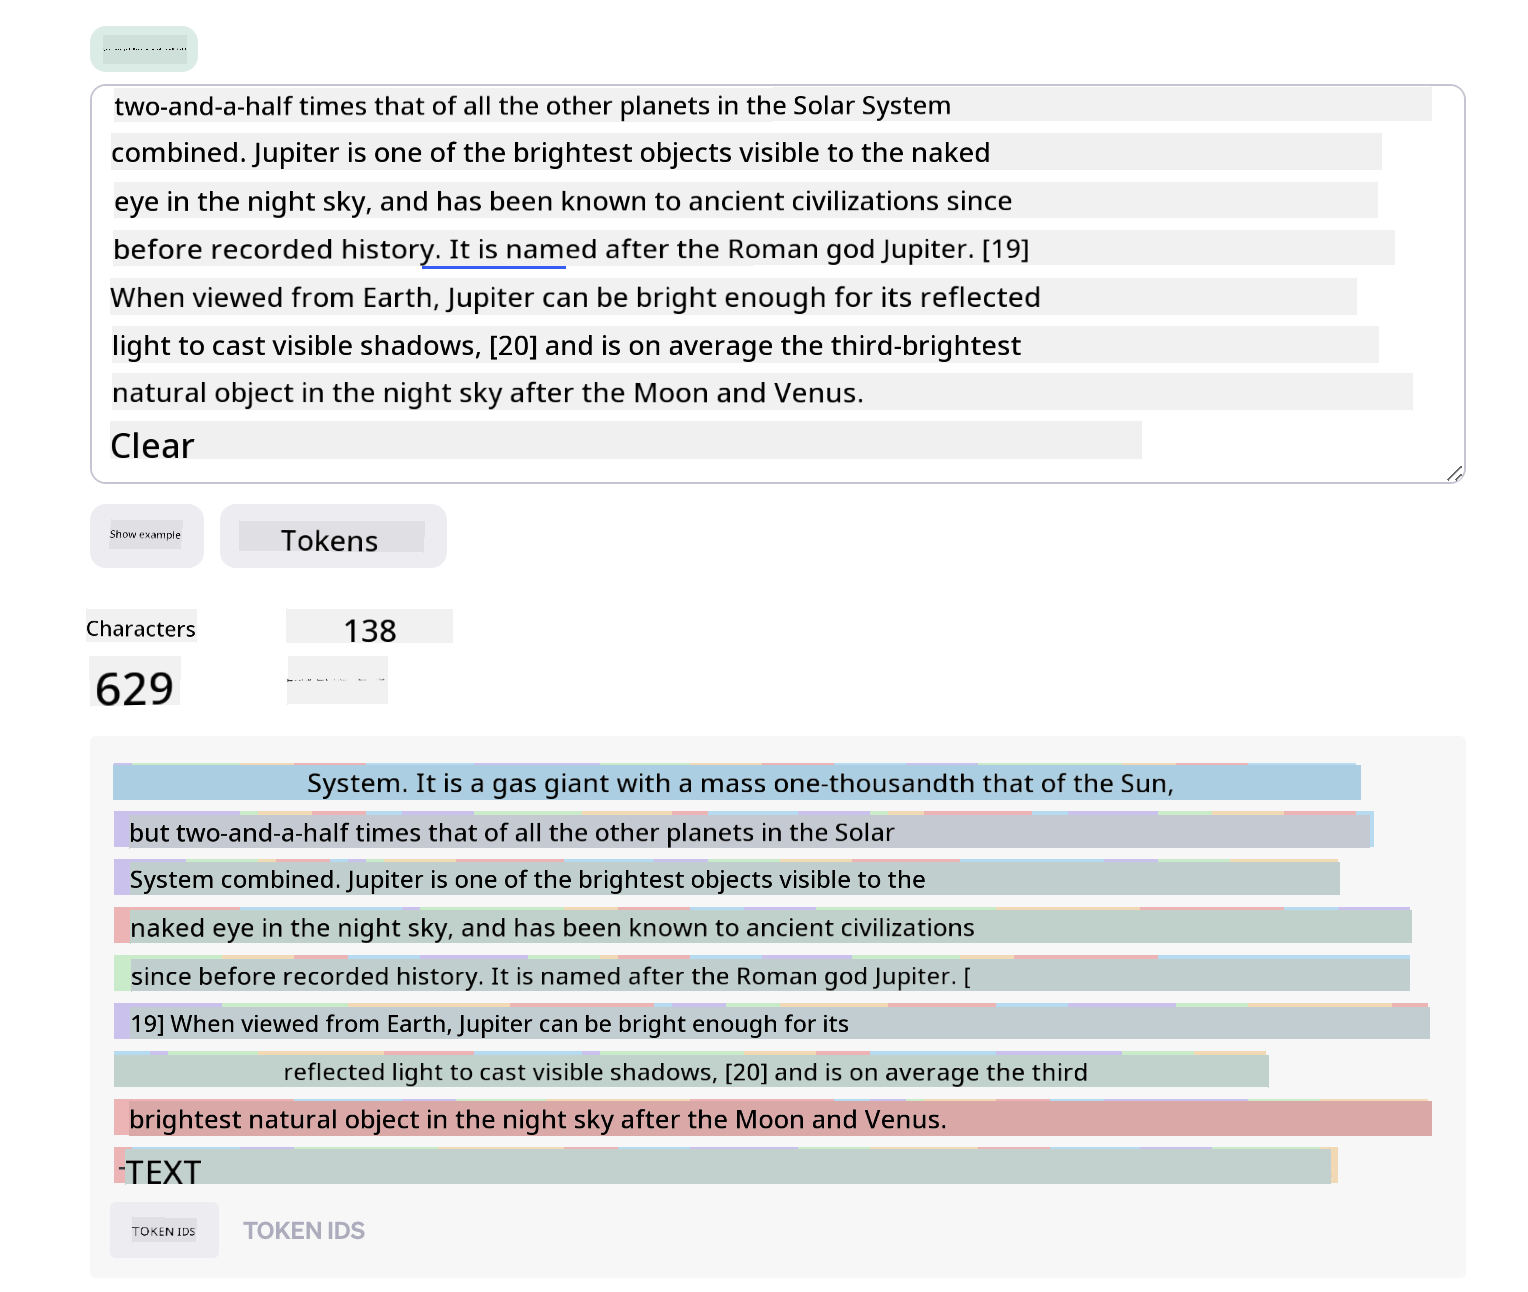 two-and-a-half times that of all the other planets in the Solar System
combined. Jupiter is one of the brightest objects visible to the naked
eye in the night sky, and has been known to ancient civilizations since
before recorded history. It is named after the Roman god Jupiter. [19]
When viewed from Earth, Jupiter can be bright enough for its reflected
light to cast visible shadows, [20] and is on average the third-brightest
natural object in the night sky after the Moon and Venus.
Clear
Show example
Tokens
Characters
138
629
System. It is a gas giant with a mass one-thousandth that of the Sun,
but two-and-a-half times that of all the other planets in the Solar
System combined. Jupiter is one of the brightest objects visible to the
naked eye in the night sky, and has been known to ancient civilizations
since before recorded history. It is named after the Roman god Jupiter. [
19] When viewed from Earth, Jupiter can be bright enough for its
reflected light to cast visible shadows, [20] and is on average the third
brightest natural object in the night sky after the Moon and Venus.
-TEXT
TOKEN IDS
TOKEN IDS